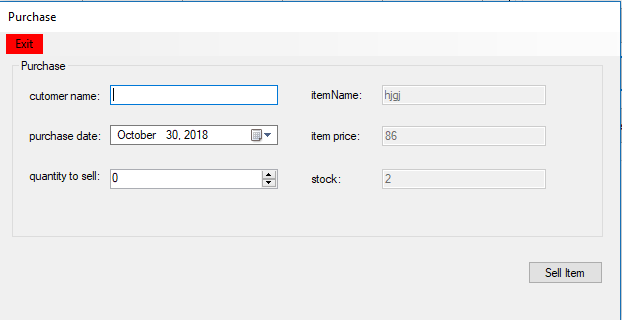 Purchase
Exit
Purchase
cutomer name:
itemName:
hjgj
purchase date:
October 30, 2018
item price:
86
quantity to sell:
0
stock:
2
Sell Item